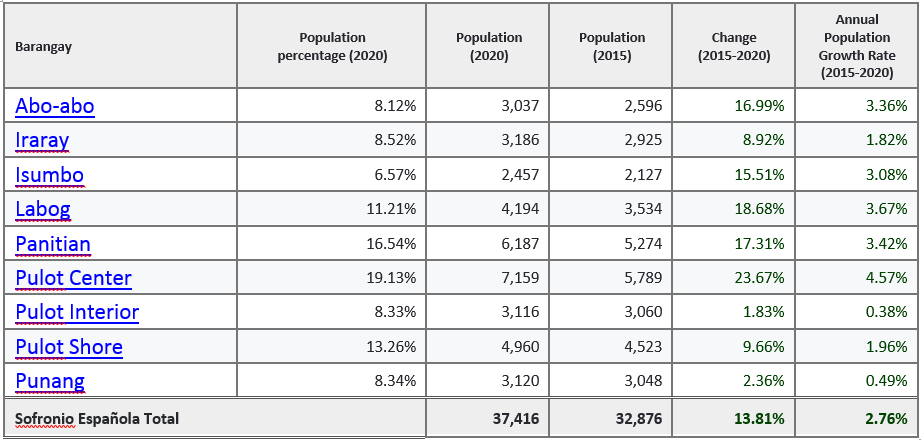 Barangay Population percentage (2020) Population (2020) Population (2015) Change (2015-2020) Annual Population Growth Rate (2015-2020)
Abo-abo 8.12% 3,037 2,596 16.99% 3.36%
Iraray 8.52% 3,186 2,925 8.92% 1.82%
Isumbo 6.57% 2,457 2,127 15.51% 3.08%
Labog 11.21% 4,194 3,534 18.68% 3.67%
Panitian 16.54% 6,187 5,274 17.31% 3.42%
Pulot Center 19.13% 7,159 5,789 23.67% 4.57%
Pulot Interior 8.33% 3,116 3,060 1.83% 0.38%
Pulot Shore 13.26% 4,960 4,523 9.66% 1.96%
Punang 8.34% 3,120 3,048 2.36% 0.49%
Sofronio Española Total 37,416 32,876 13.81% 2.76%